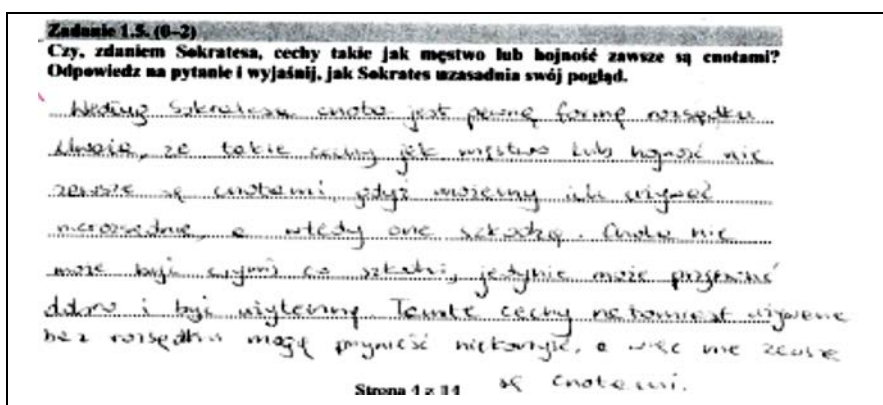 Zadanie 1.5. (0–2)
Czy, zdaniem Sokratesa, cechy takie jak męstwo lub hojność zawsze są cnotami?
Odpowiedz na pytanie i wyjaśnij, jak Sokrates uzasadnia swój pogląd.
Według Sokratesa cnota jest pewną formą rozsądku
Uważa, że takie cechy jak męstwo lub hojność nie
zawsze są cnotami, gdyż możemy ich używać
nierozsądnie, a wtedy one szkodzą. Cnota nie
może być czymś co szkodzi, jedynie może przynosić
dobro i być użyteczną. Tamte cechy natomiast używane
bez rozsądku mogą przynieść niekorzyść, a więc nie zawsze
są cnotami.
Strona 4 z 14